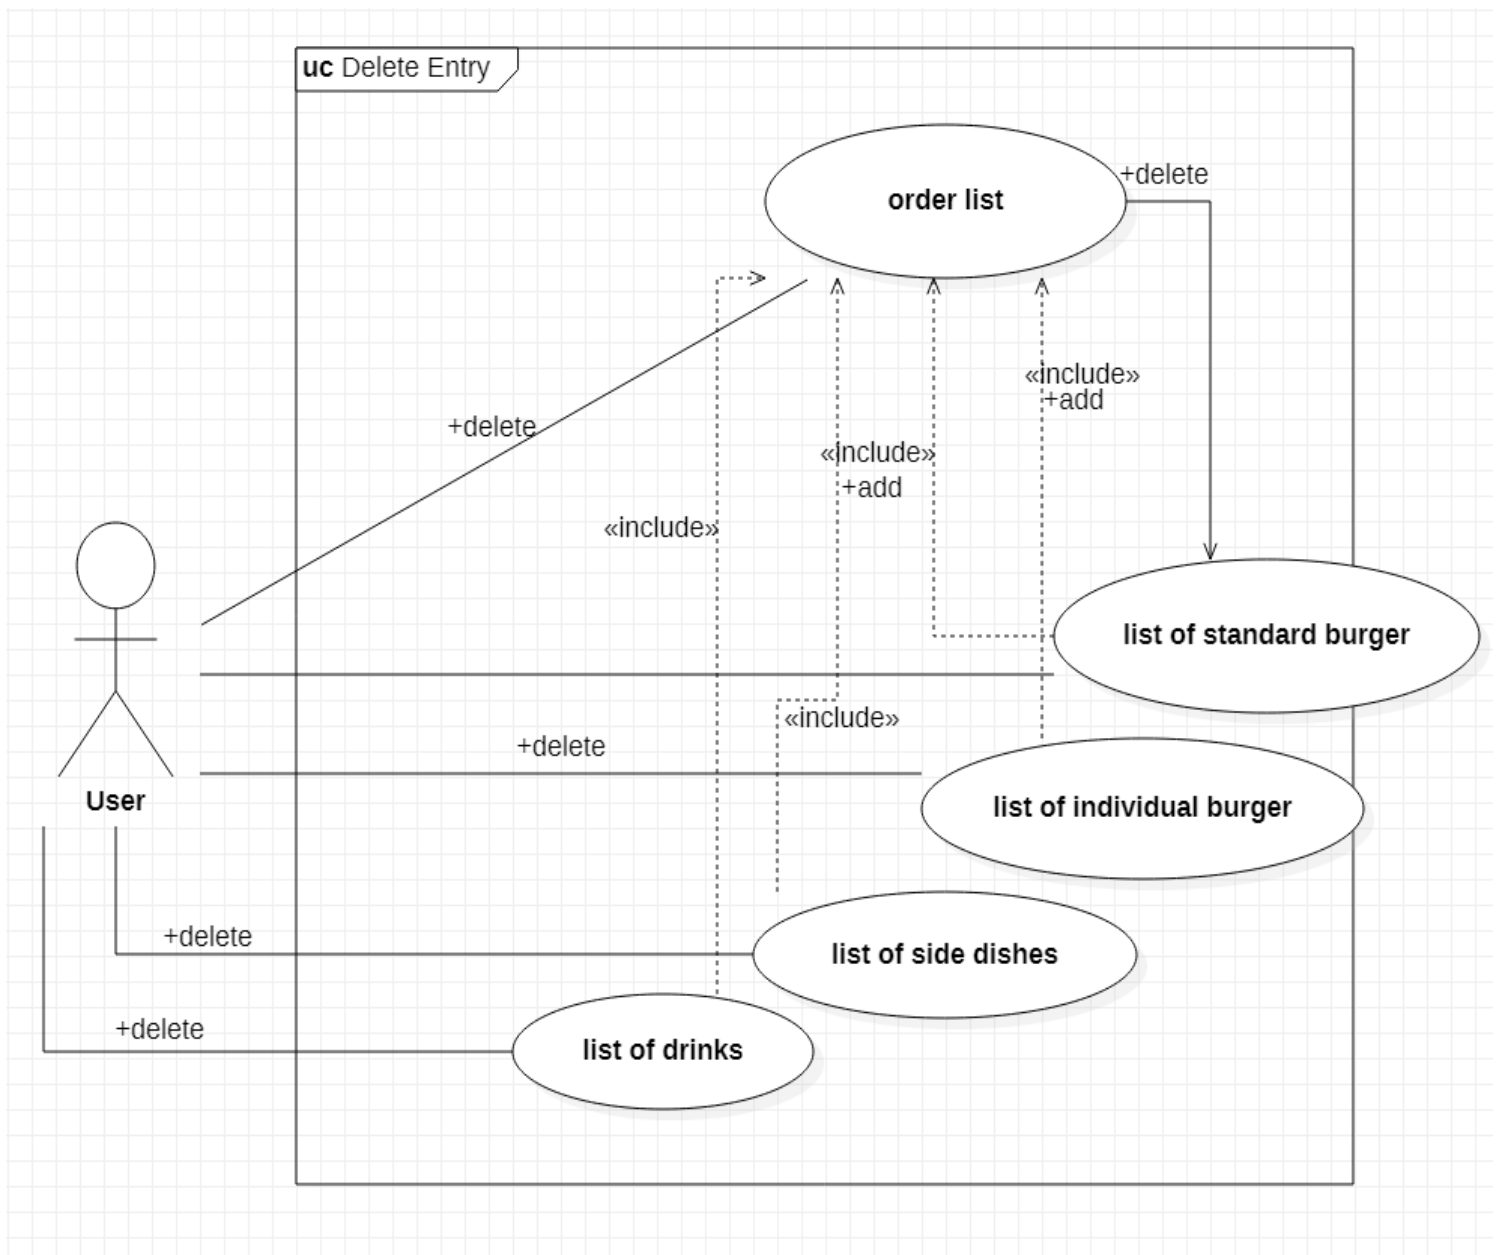 uc Delete Entry
+delete
order list
«include»
+add
+delete
«include»
+add
«include»
list of standard burger
«include»
+delete
list of individual burger
User
+delete
list of side dishes
+delete
list of drinks